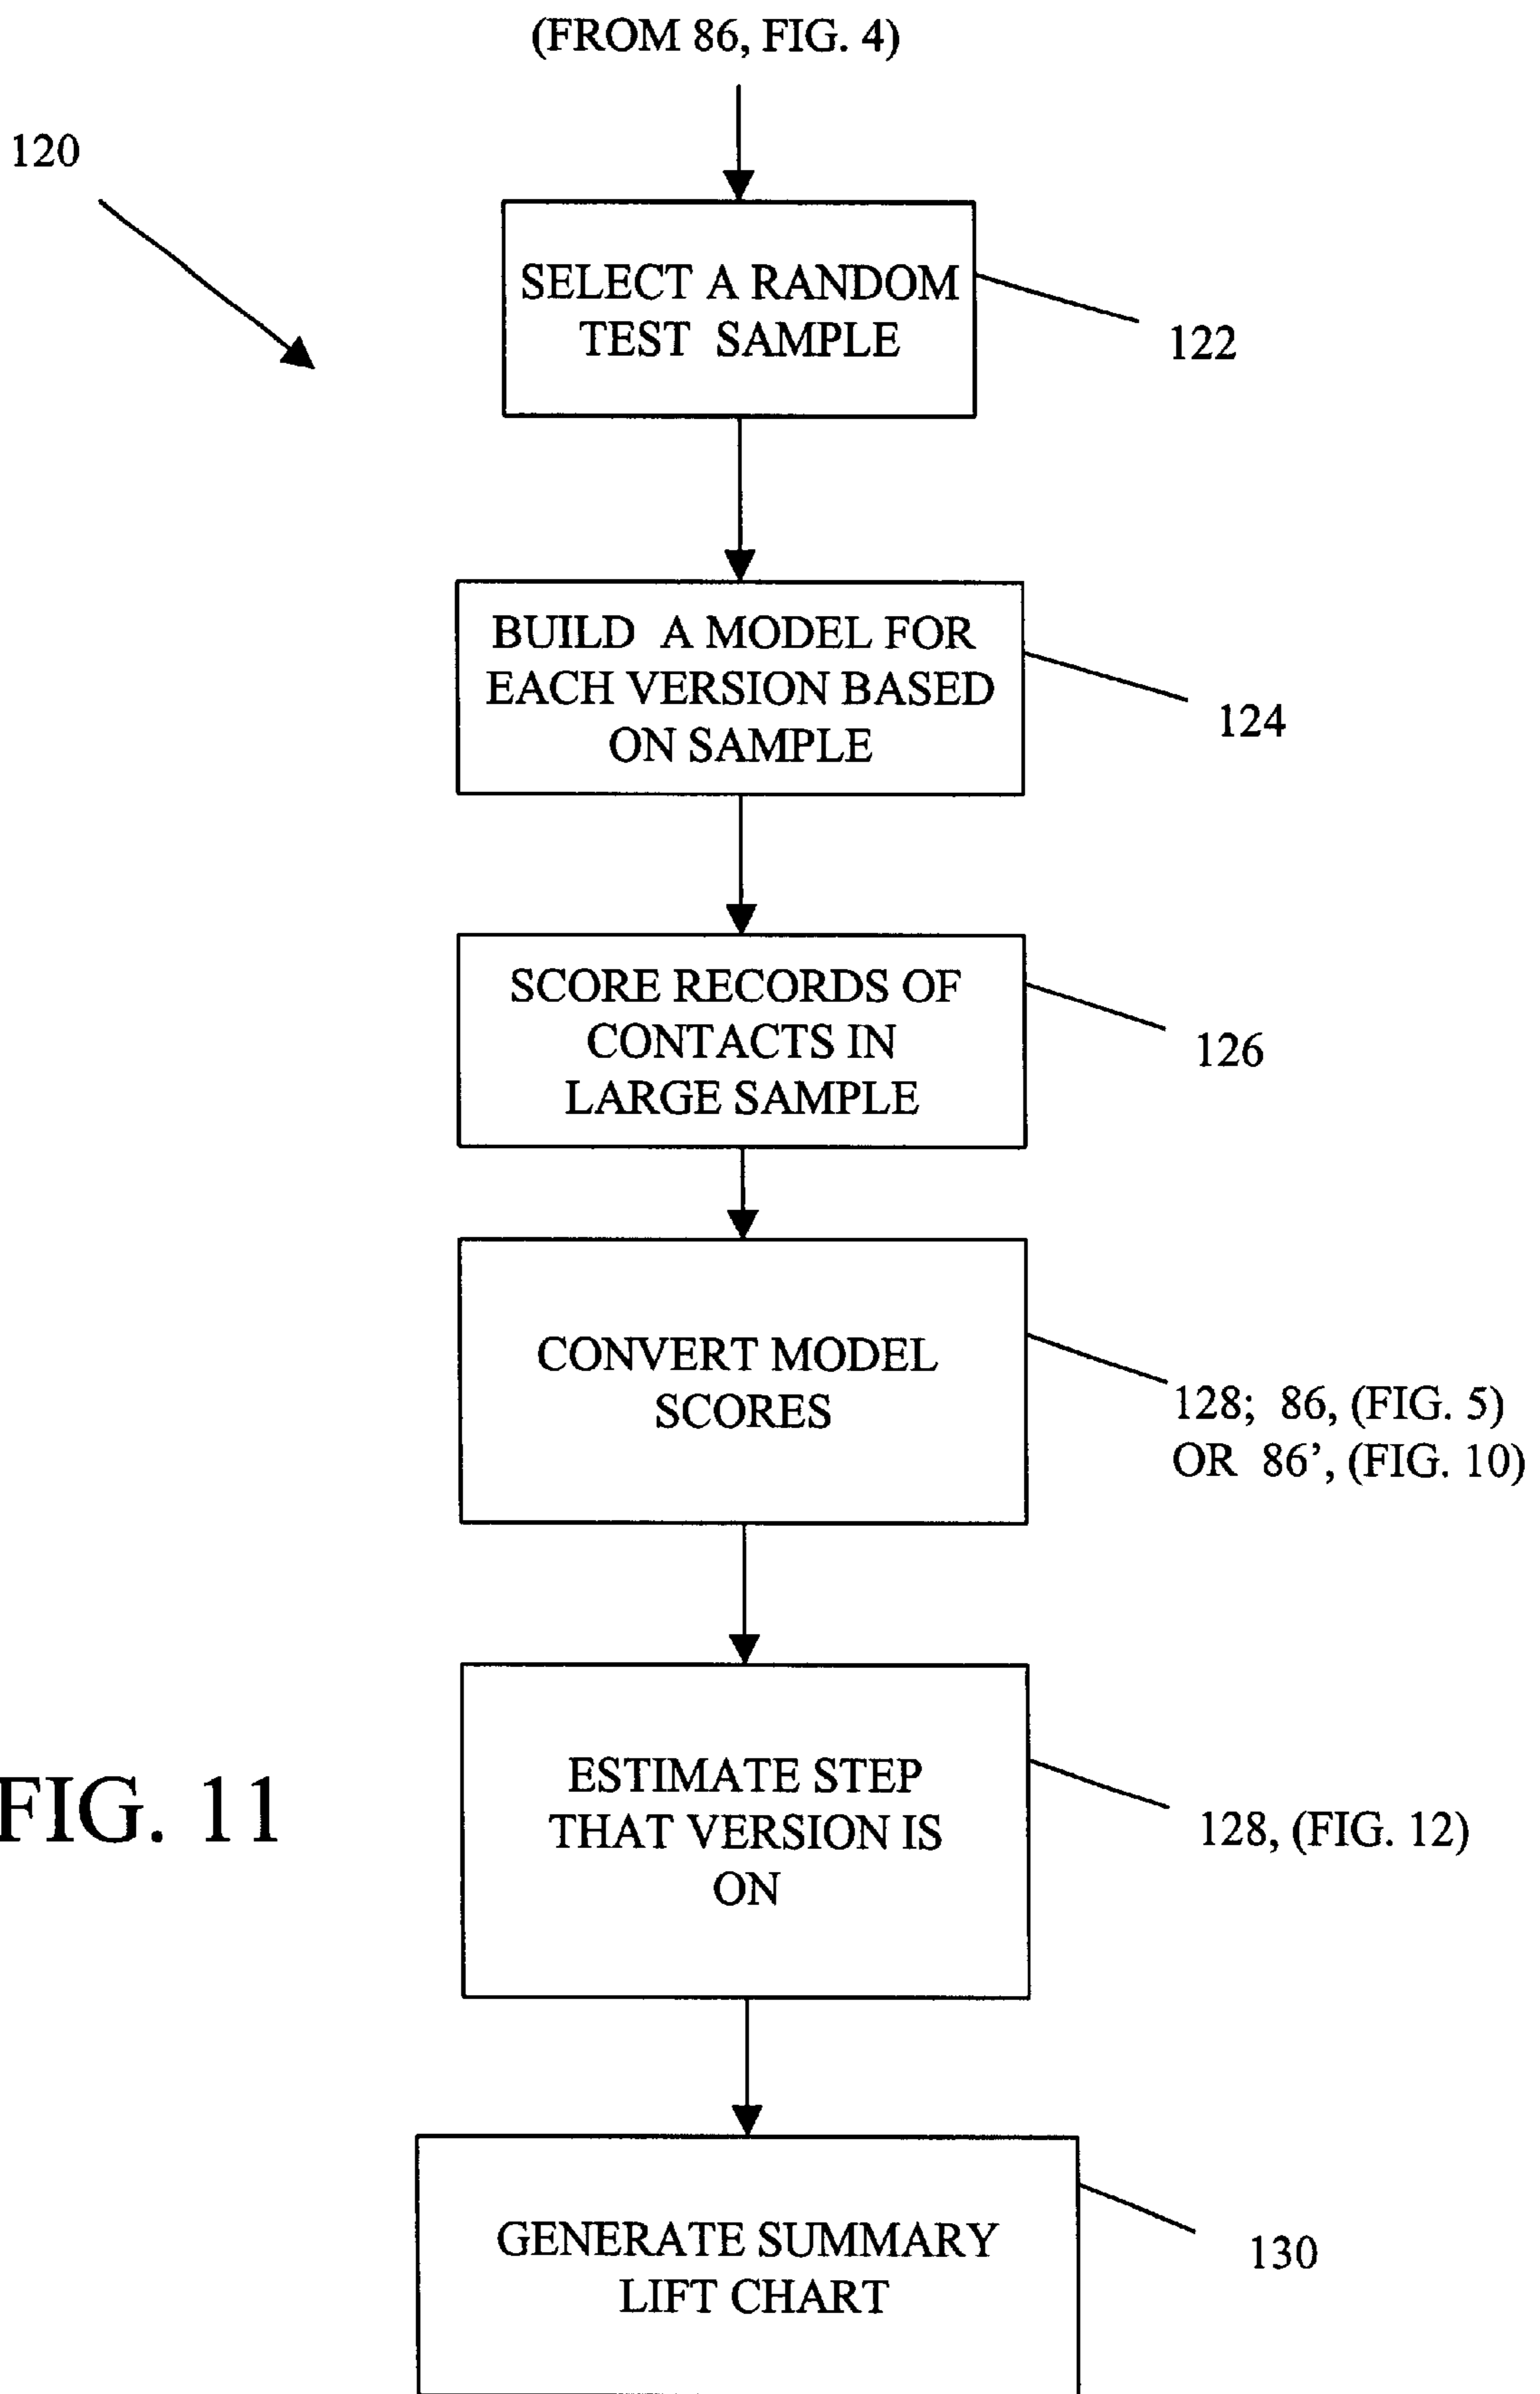 (FROM 86, FIG. 4)
120
SELECT A RANDOM
TEST SAMPLE
122
BUILD A MODEL FOR
EACH VERSION BASED
ON SAMPLE
124
SCORE RECORDS OF
CONTACTS IN
LARGE SAMPLE
126
CONVERT MODEL
SCORES
128; 86, (FIG. 5)
OR 86’, (FIG. 10)
ESTIMATE STEP
THAT VERSION IS
ON
128, (FIG. 12)
FIG. 11
GENERATE SUMMARY
LIFT CHART
130